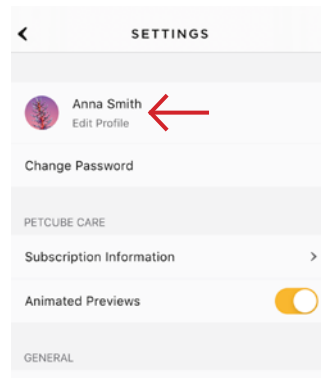 SETTINGS
Anna Smith
Edit Profile
Change Password
PETCUBE CARE
Subscription Information
Animated Previews
GENERAL